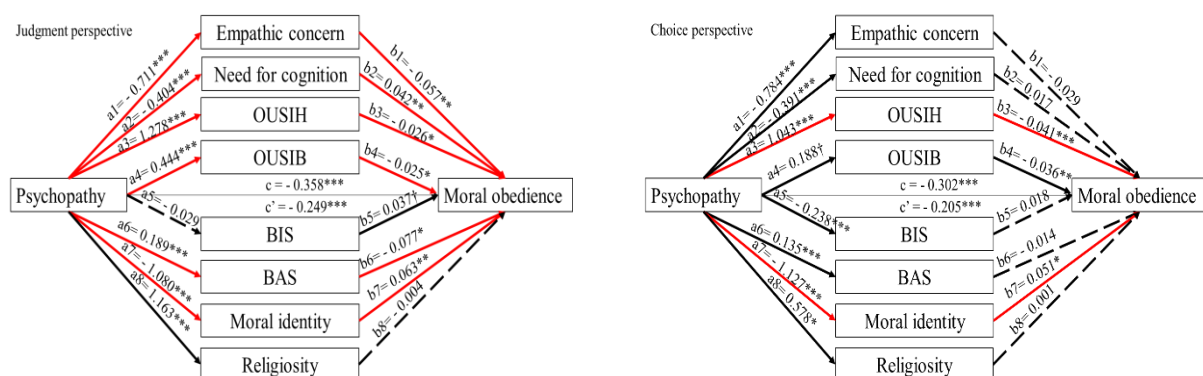 Judgment perspective
Empathic concern
Need for cognition
OUSIH
OUSIB
Psychopathy
Moral obedience
BIS
BAS
Moral identity
Religiosity
a1= - 0.711***
a2= - 0.404***
a3= 1.278***
a4= 0.444***
a5= - 0.029
a6= 0.189***
a7= - 1.080***
a8= 1.163***
b1= - 0.057**
b2= 0.042**
b3= - 0.026*
b4= - 0.025*
c = - 0.358***
c’ = - 0.249***
b5= 0.037†
b6= - 0.077*
b7= 0.063**
b8= - 0.004
Choice perspective
Empathic concern
Need for cognition
OUSIH
OUSIB
Psychopathy
Moral obedience
BIS
BAS
Moral identity
Religiosity
a1= - 0.784***
a2= - 0.391***
a3= 1.043***
a4= 0.188†
a5= - 0.238***
a6= 0.135***
a7= - 1.127***
a8= 0.578*
b1= - 0.029
b2= 0.017
b3= - 0.041***
b4= - 0.036**
c = - 0.302***
c’ = - 0.205***
b5= 0.018
b6= - 0.014
b7= 0.051*
b8= 0.001